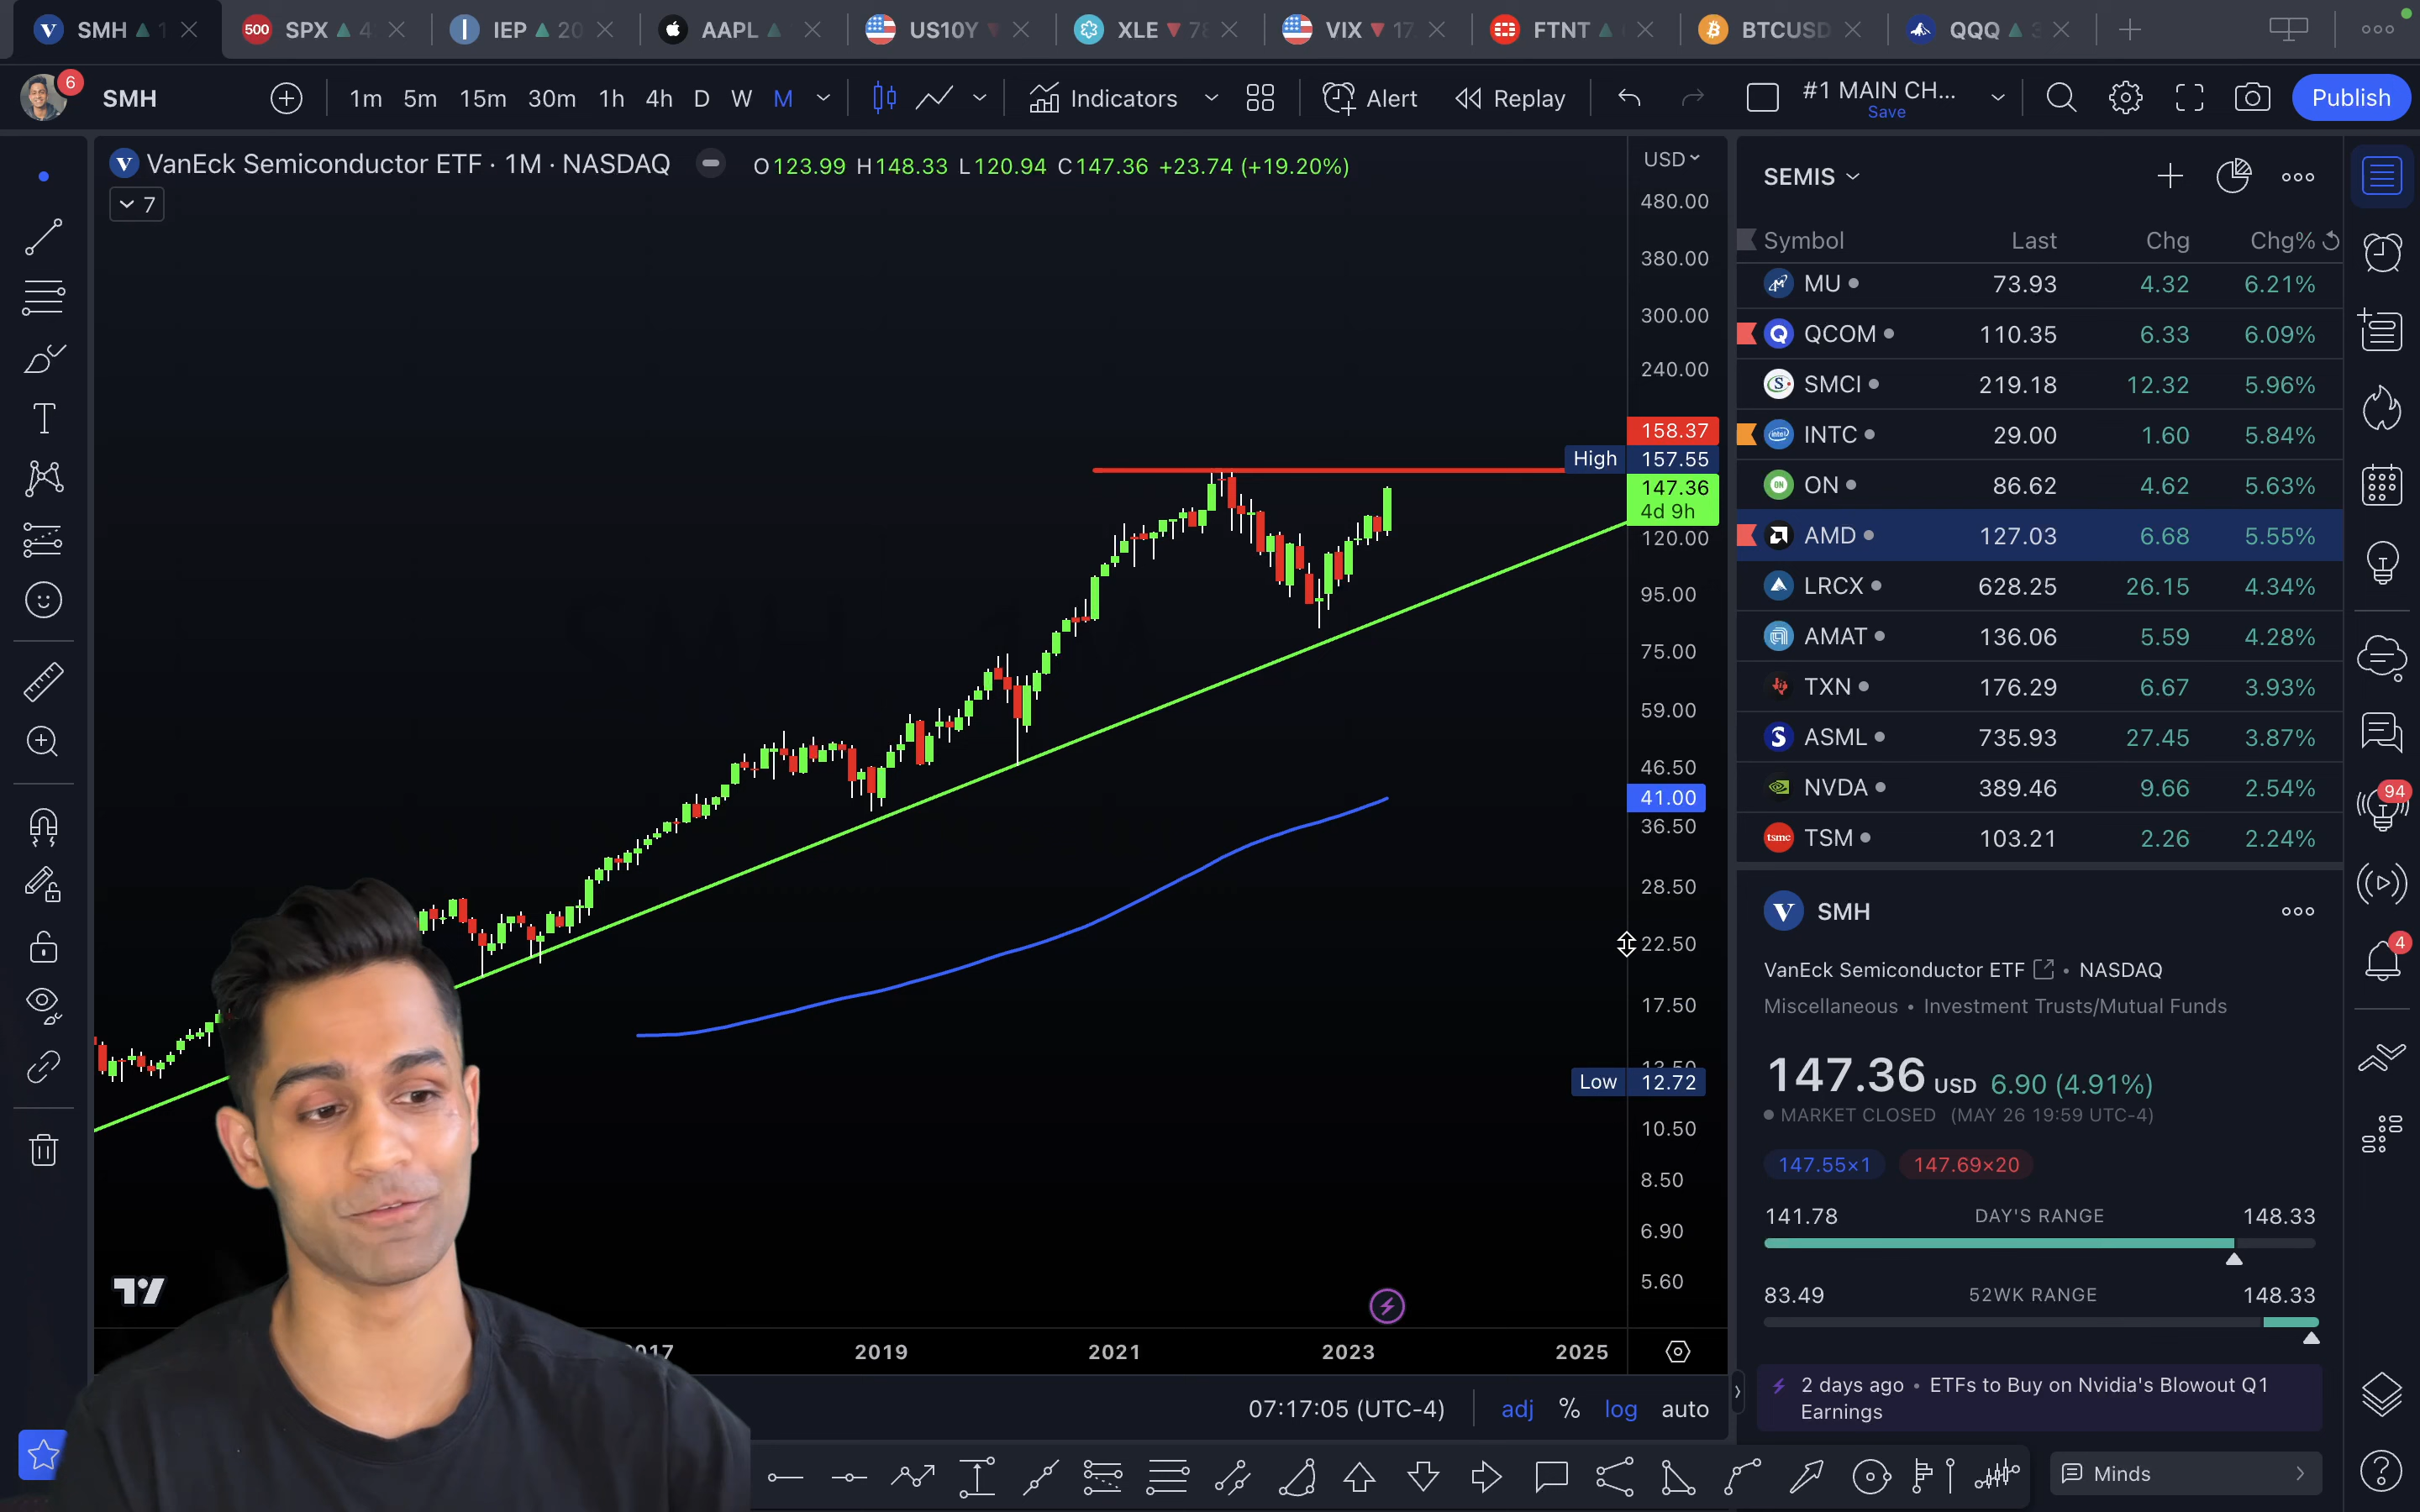 SMH 1 SPX 4 IEP 20 AAPL US10Y XLE 78 VIX 17 FTNT BTCUSD QQQ 3
6 SMH 1m 5m 15m 30m 1h 4h D W M Indicators Alert Replay #1 MAIN CH... Save Publish
VanEck Semiconductor ETF · 1M · NASDAQ O123.99 H148.33 L120.94 C147.36 +23.74 (+19.20%)
7
USD
480.00
380.00
300.00
240.00
158.37
High 157.55
147.36
4d 9h
120.00
95.00
75.00
59.00
46.50
41.00
36.50
28.50
22.50
17.50
Low 12.72
10.50
8.50
6.90
5.60
2019 2021 2023 2025
07:17:05 (UTC-4) adj % log auto
SEMIS
Symbol Last Chg Chg%
MU 73.93 4.32 6.21%
QCOM 110.35 6.33 6.09%
SMCI 219.18 12.32 5.96%
intel INTC 29.00 1.60 5.84%
ON ON 86.62 4.62 5.63%
AMD 127.03 6.68 5.55%
LRCX 628.25 26.15 4.34%
AMAT 136.06 5.59 4.28%
TXN 176.29 6.67 3.93%
ASML 735.93 27.45 3.87%
NVDA 389.46 9.66 2.54%
tsmc TSM 103.21 2.26 2.24%
V SMH
VanEck Semiconductor ETF • NASDAQ
Miscellaneous • Investment Trusts/Mutual Funds
147.36 USD 6.90 (4.91%)
MARKET CLOSED (MAY 26 19:59 UTC-4)
147.55×1 147.69×20
141.78 DAY'S RANGE 148.33
83.49 52WK RANGE 148.33
2 days ago • ETFs to Buy on Nvidia's Blowout Q1
Earnings
Minds
94
4